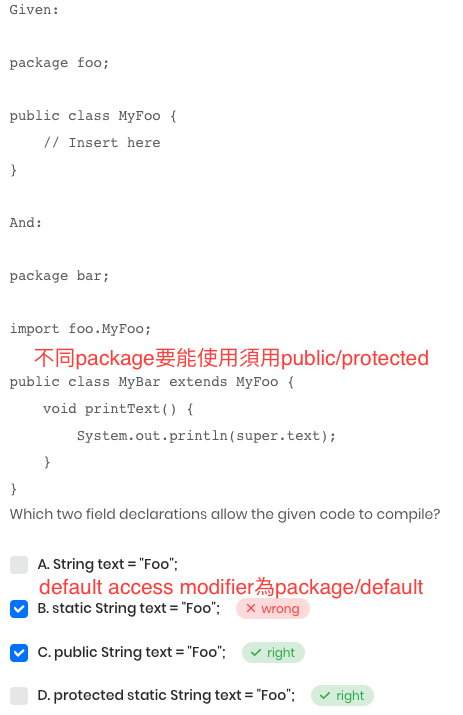 Given:
package foo;
public class MyFoo {
    // Insert here
}
And:
package bar;
import foo.MyFoo;
不同package要能使用須用public/protected
public class MyBar extends MyFoo {
    void printText() {
        System.out.println(super.text);
    }
}
Which two field declarations allow the given code to compile?
A. String text = "Foo";
default access modifier為package/default
B. static String text = "Foo"; wrong
C. public String text = "Foo"; right
D. protected static String text = "Foo"; right